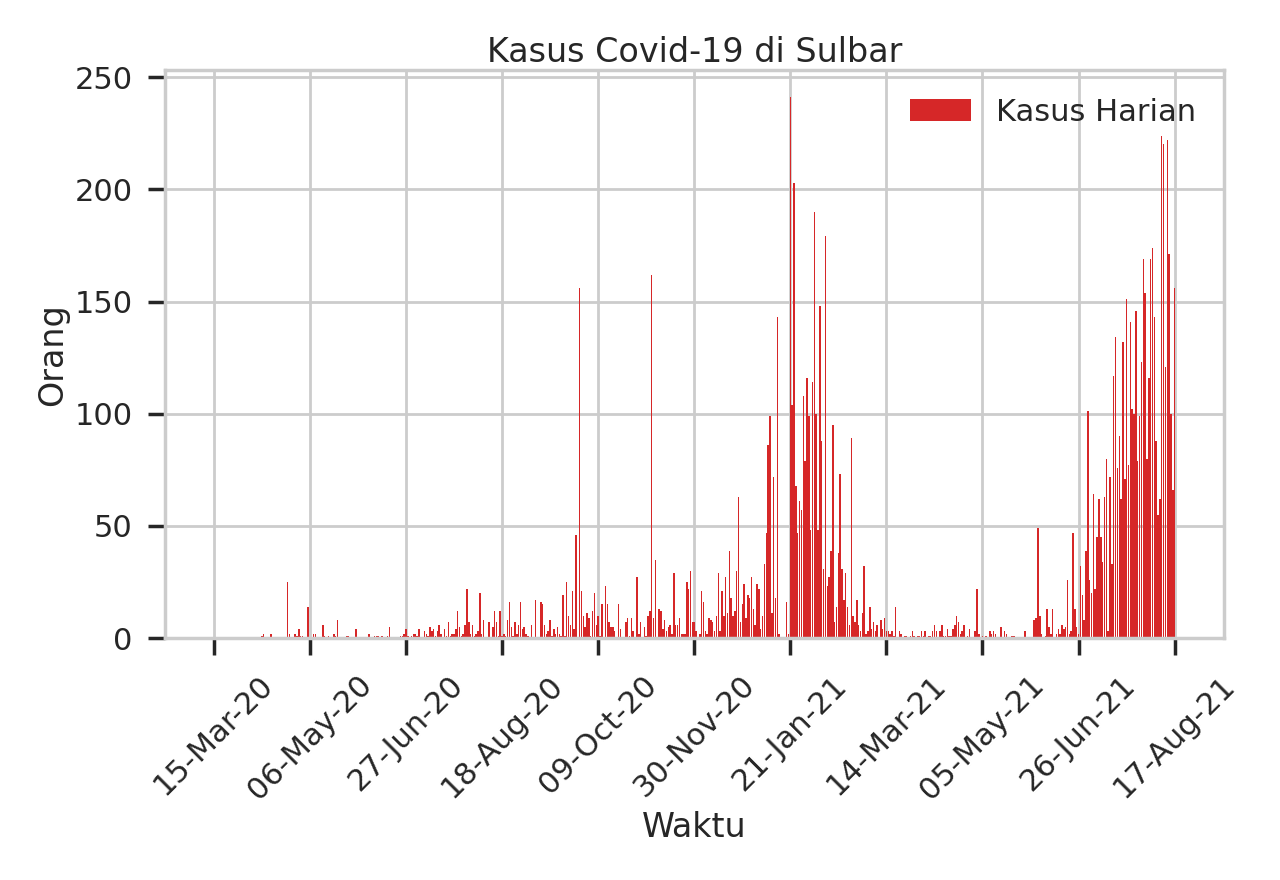 Kasus Covid-19 di Sulbar
Kasus Harian
Orang
250
200
150
100
50
0
15-Mar-20
06-May-20
27-Jun-20
18-Aug-20
09-Oct-20
30-Nov-20
21-Jan-21
14-Mar-21
05-May-21
26-Jun-21
17-Aug-21
Waktu